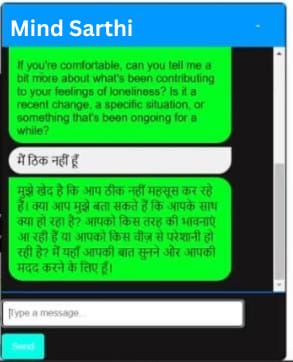 Mind Sarthi
If you're comfortable, can you tell me a
bit more about what's been contributing
to your feelings of loneliness? Is it a
recent change, a specific situation, or
something that's been ongoing for a
while?
में ठिक नहीं हूँ
मुझे खेद है कि आप ठीक नहीं महसूस कर रहे
हैं। क्या आप मुझे बता सकते हैं कि आपके साथ
क्या हो रहा है? आपको किस तरह की भावनाएं
आ रही हैं या आपको किस चीज़ से परेशानी हो
रही है? मैं यहाँ आपकी बात सुनने और आपकी
मदद करने के लिए हूँ।
Type a message...
Send